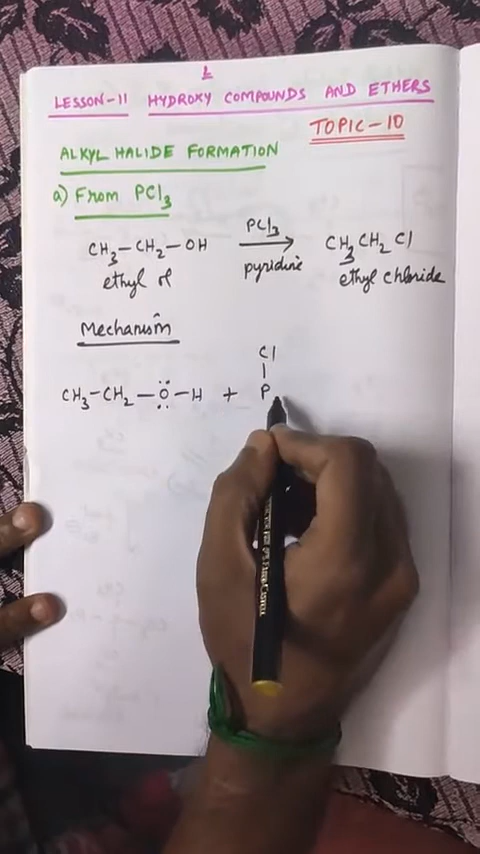 LESSON-11 HYDROXY COMPOUNDS AND ETHERS
TOPIC-10
ALKYL HALIDE FORMATION
a) From PCl3
CH3-CH2-OH PCl3 CH3CH2Cl
ethyl ol pyridine ethyl chloride
Mechanism
Cl
CH3-CH2-O-H + P